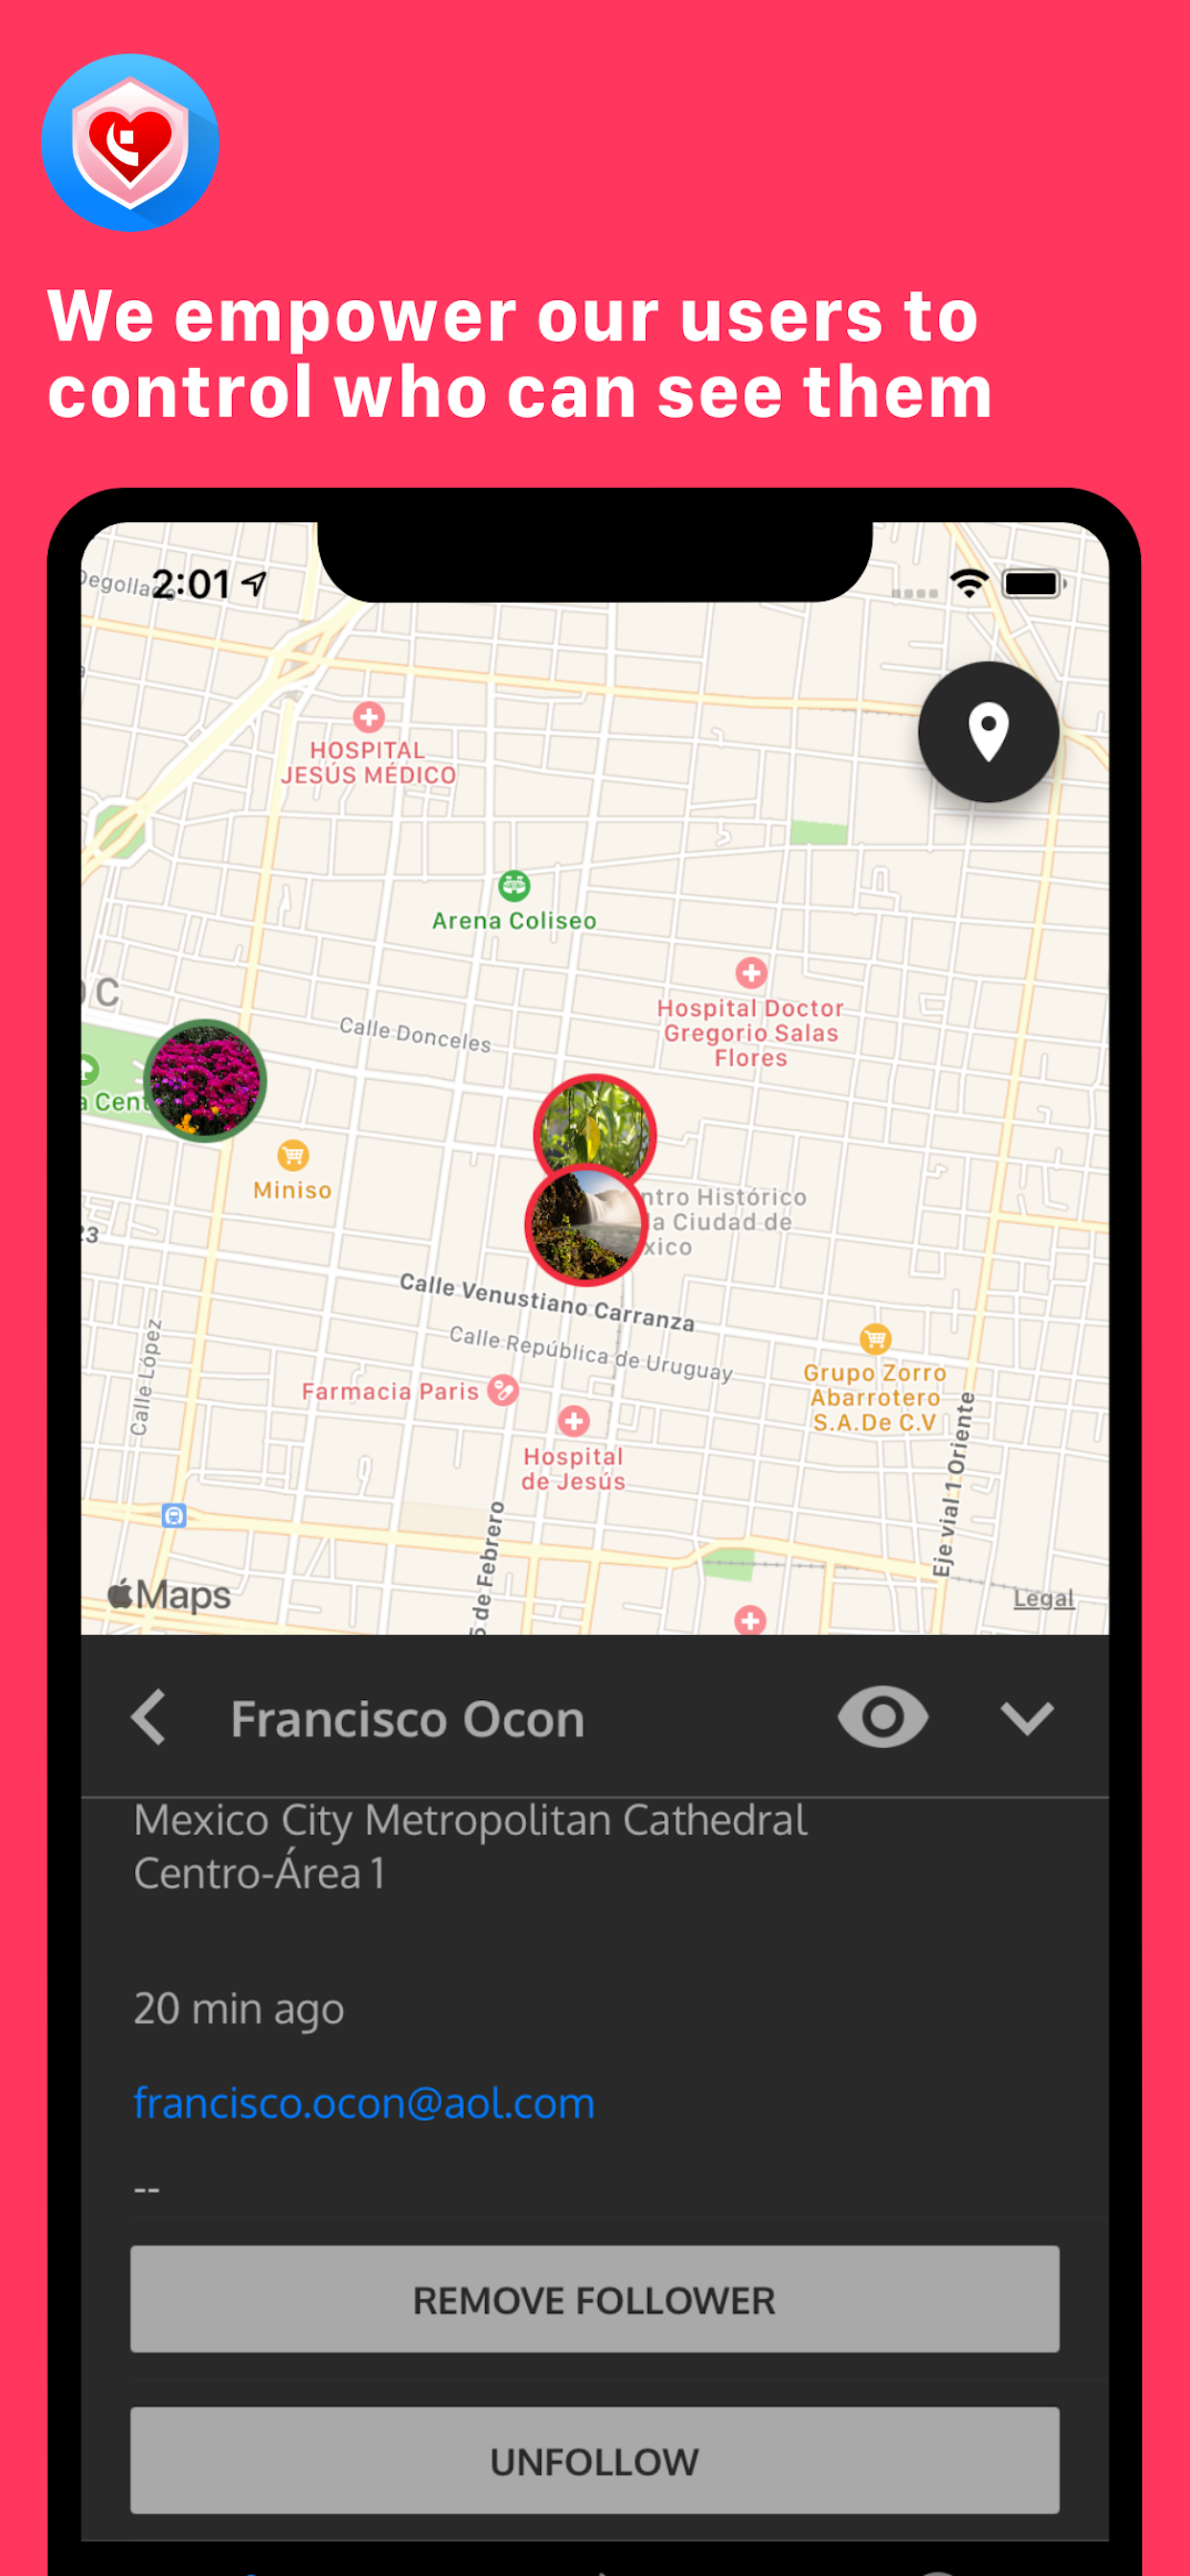 We empower our users to
control who can see them
2:01
HOSPITAL
JESÚS MÉDICO
Arena Coliseo
C
Hospital Doctor
Gregorio Salas
Flores
Calle Donceles
a Cent
Miniso
ntro Histórico
la Ciudad de
xico
23
Calle Venustiano Carranza
Calle República de Uruguay
Calle López
Grupo Zorro
Abarrotero
S.A.De C.V
Farmacia Paris
Hospital
de Jesús
5 de Febrero
Eje vial 1 Oriente
Maps
Legal
Francisco Ocon
Mexico City Metropolitan Cathedral
Centro-Área 1
20 min ago
francisco.ocon@aol.com
--
REMOVE FOLLOWER
UNFOLLOW